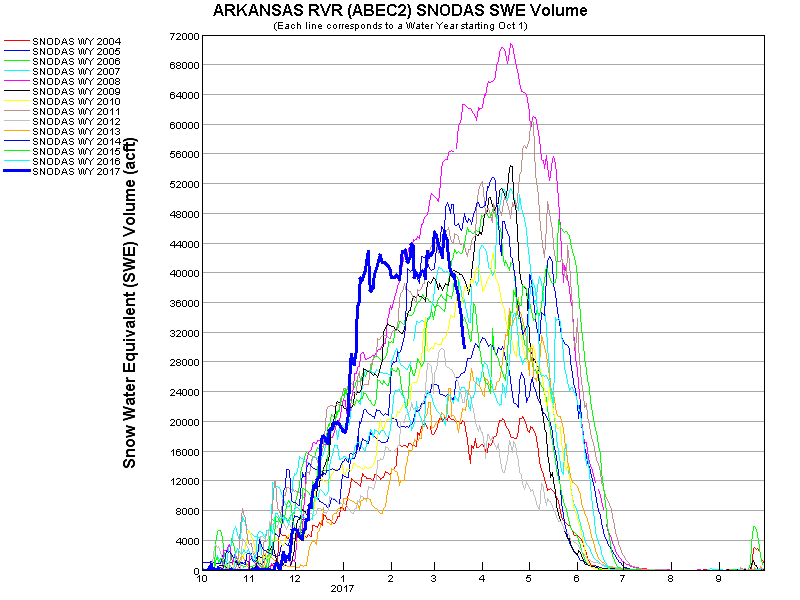 ARKANSAS RVR (ABEC2) SNODAS SWE Volume
(Each line corresponds to a Water Year starting Oct 1)
SNODAS WY 2004
SNODAS WY 2005
SNODAS WY 2006
SNODAS WY 2007
SNODAS WY 2008
SNODAS WY 2009
SNODAS WY 2010
SNODAS WY 2011
SNODAS WY 2012
SNODAS WY 2013
SNODAS WY 2014
SNODAS WY 2015
SNODAS WY 2016
SNODAS WY 2017
Snow Water Equivalent (SWE) Volume (acft)
72000
68000
64000
60000
56000
52000
48000
44000
40000
36000
32000
28000
24000
20000
16000
12000
8000
4000
0
10 11 12 1 2 3 4 5 6 7 8 9
2017